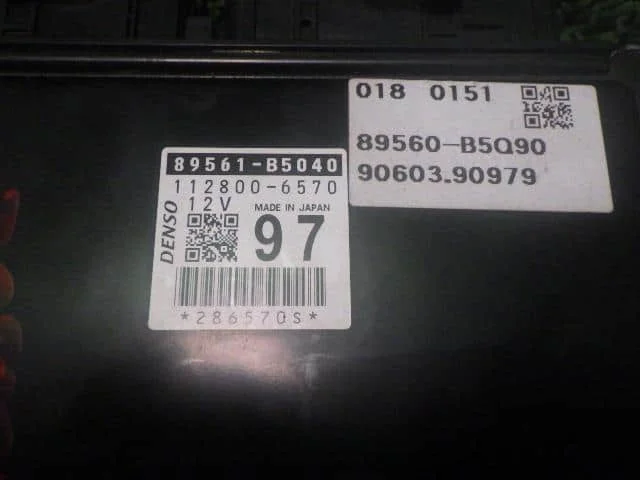 018 0151
89560-B5Q90
90603.90979
89561-B5040
112800-6570
12V MADE IN JAPAN
DENSO
97
*286570S*